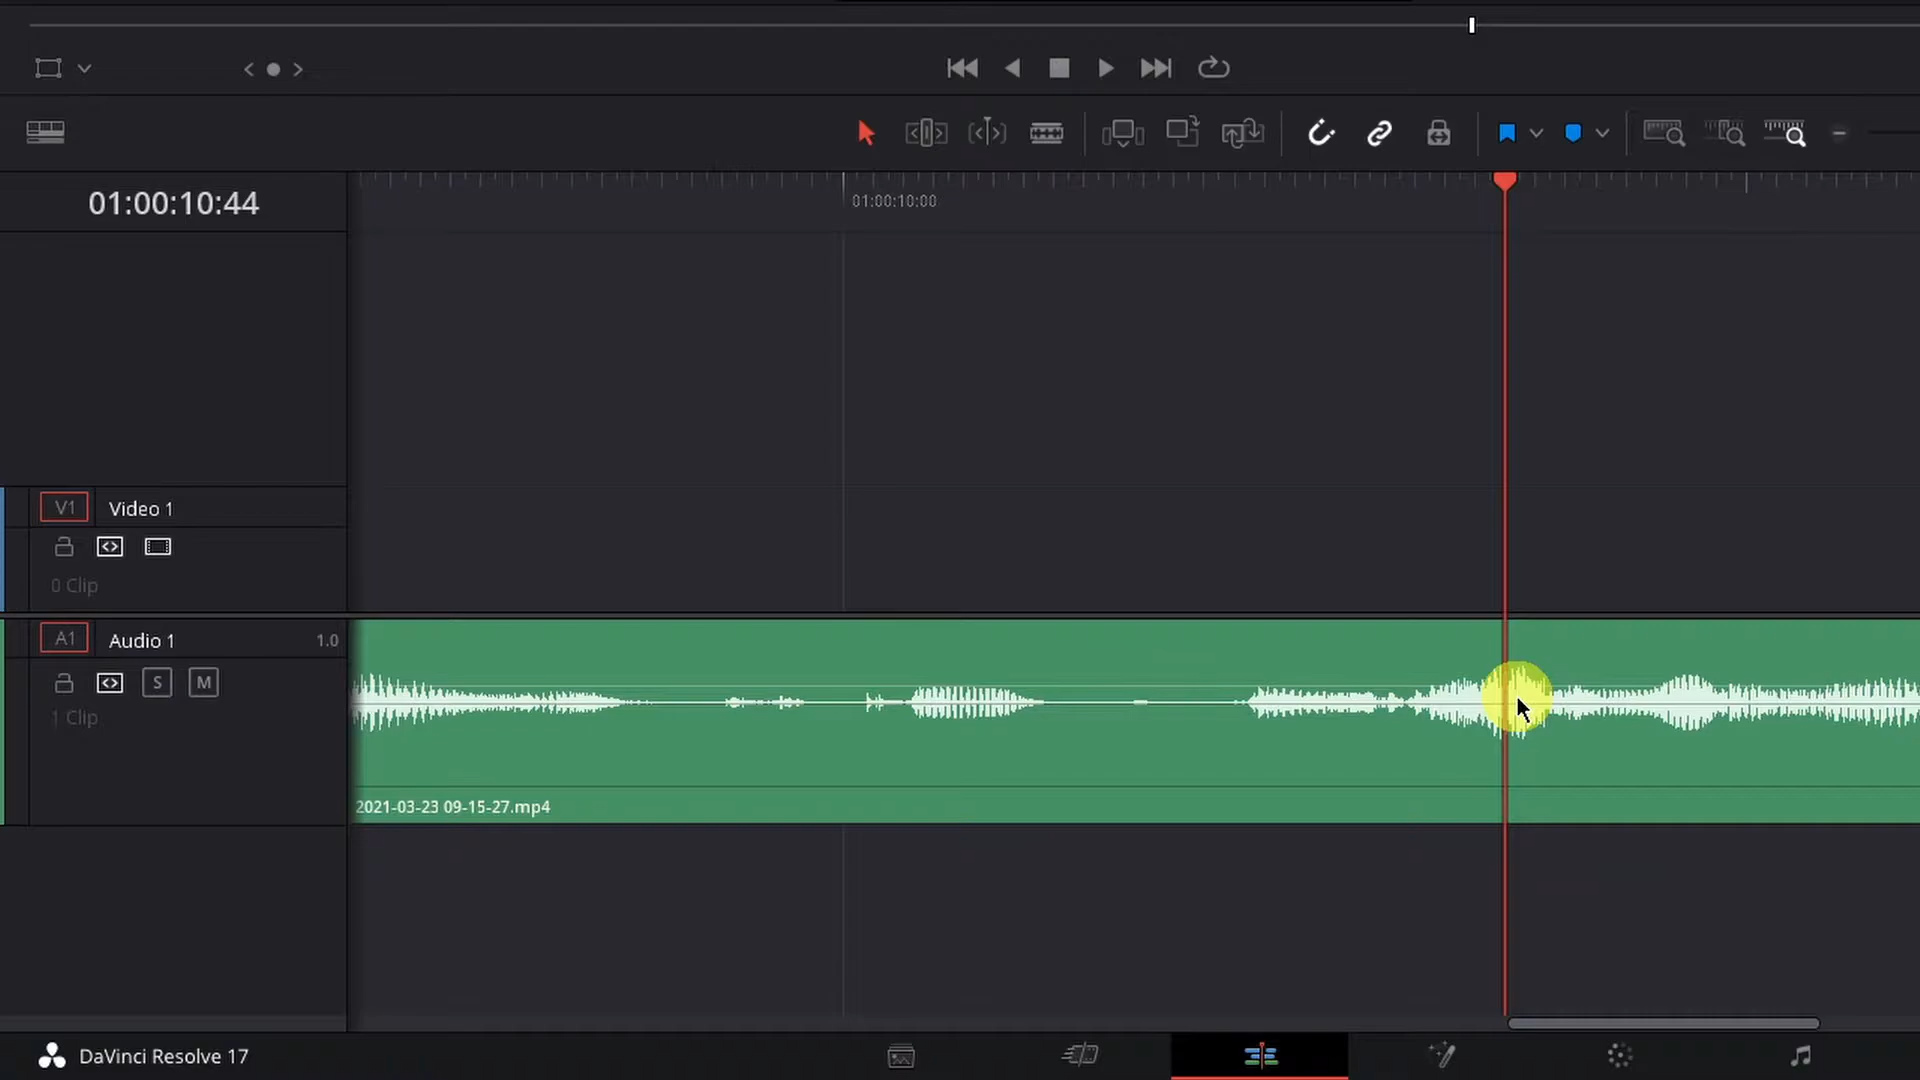 01:00:10:44
01:00:10:00
V1 Video 1
0 Clip
A1 Audio 1 1.0
S M
1 Clip
2021-03-23 09-15-27.mp4
DaVinci Resolve 17